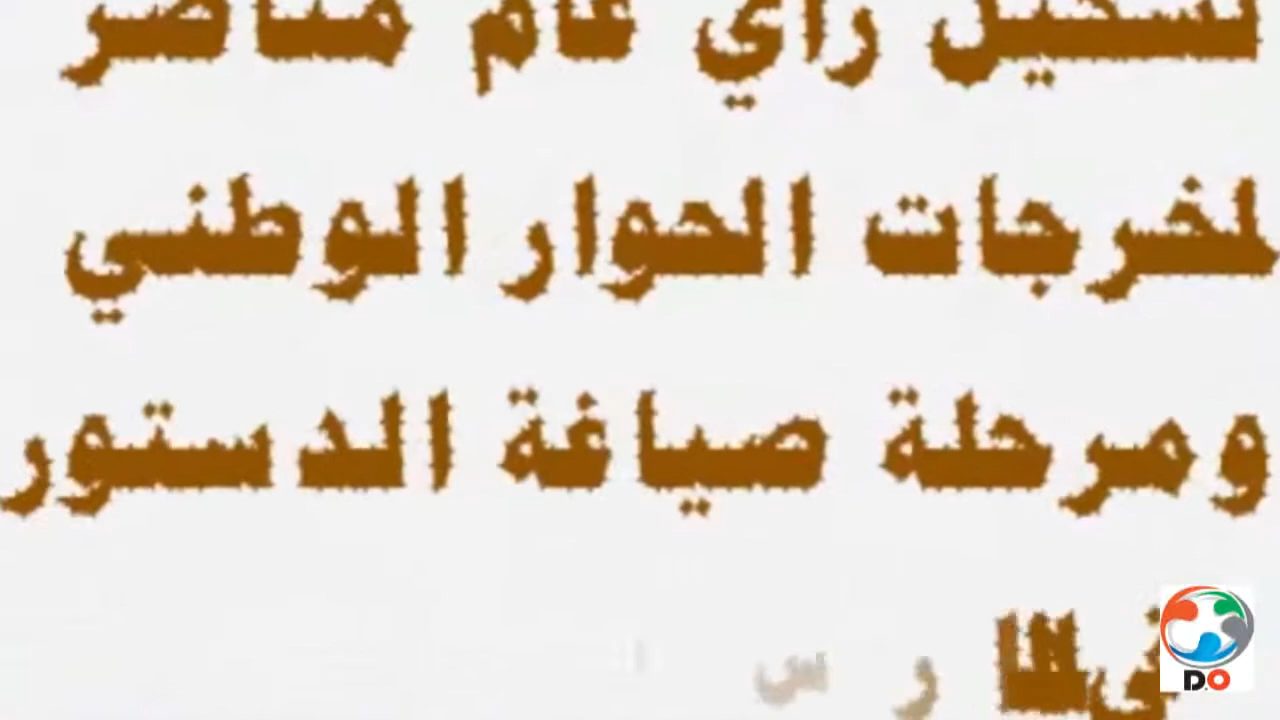 لتشكيل رأي عام مناصر
لمخرجات الحوار الوطني
ومرحلة صياغة الدستور
D.O